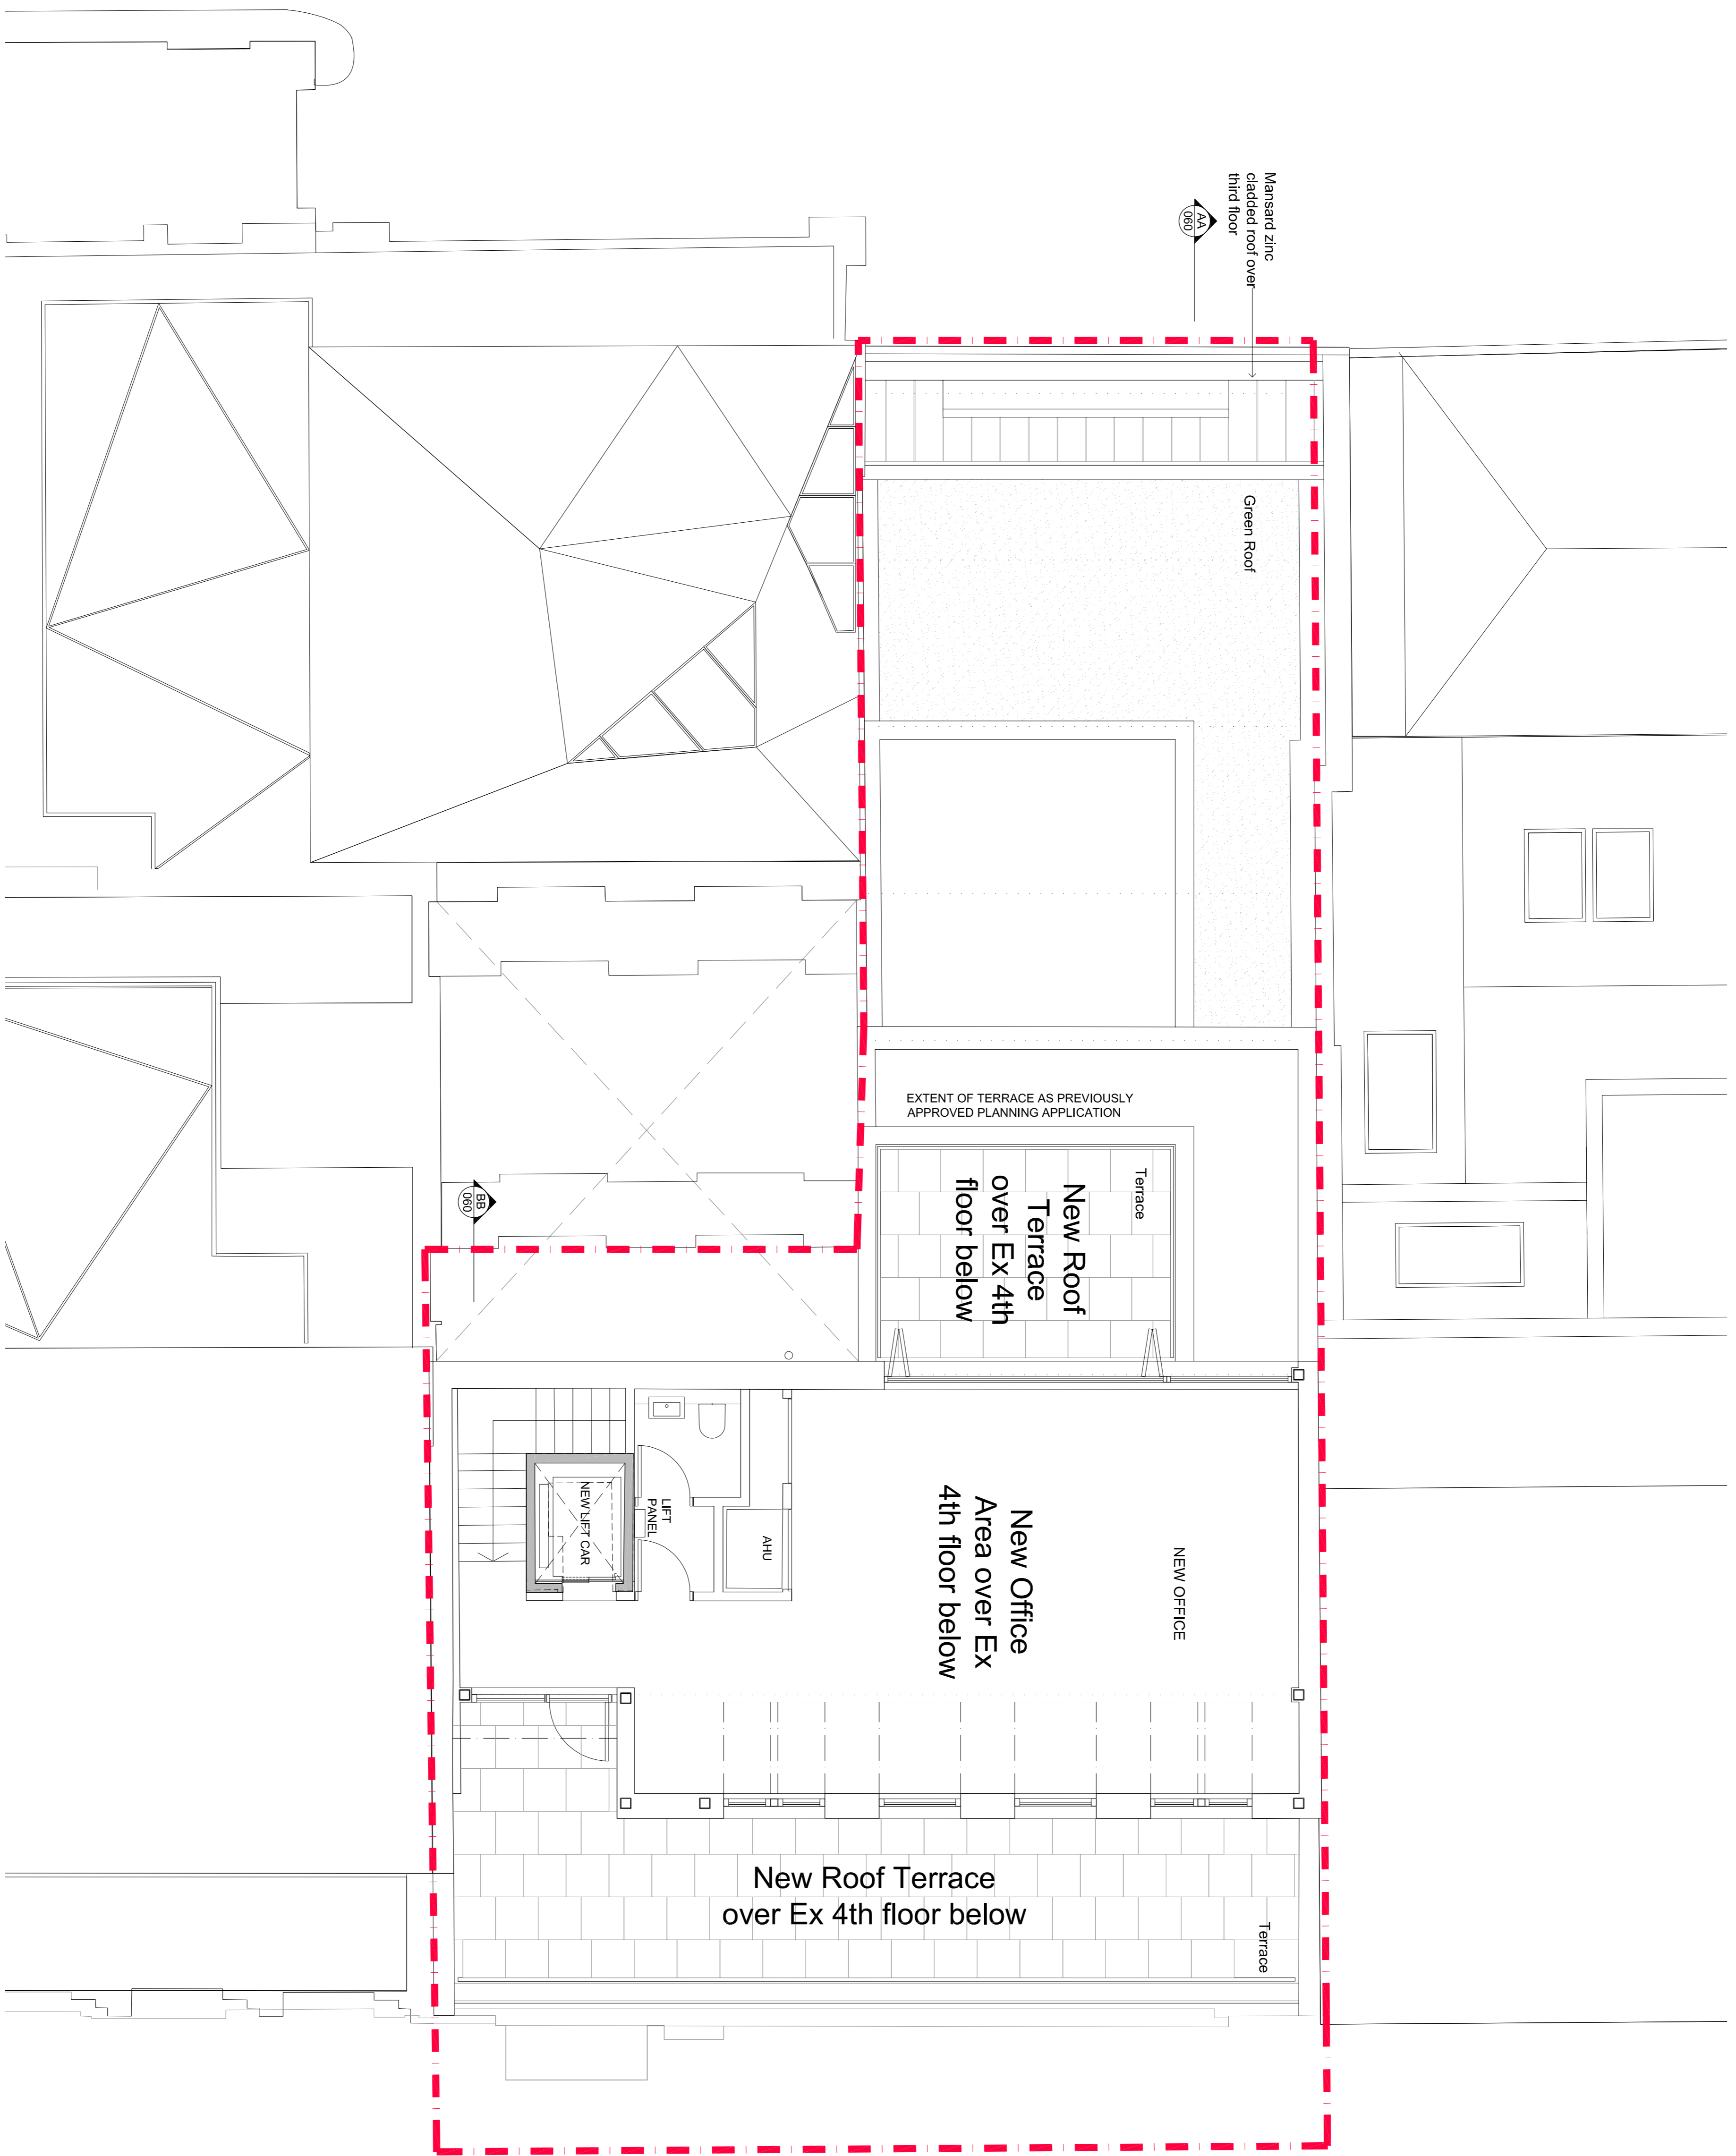 Mansard zinc
cladded roof over
third floor
AA
060
Green Roof
EXTENT OF TERRACE AS PREVIOUSLY
APPROVED PLANNING APPLICATION
Terrace
New Roof
Terrace
over Ex 4th
floor below
BB
060
NEW LIFT CAR
LIFT
PANEL
AHU
New Office
Area over Ex
4th floor below
NEW OFFICE
New Roof Terrace
over Ex 4th floor below
Terrace